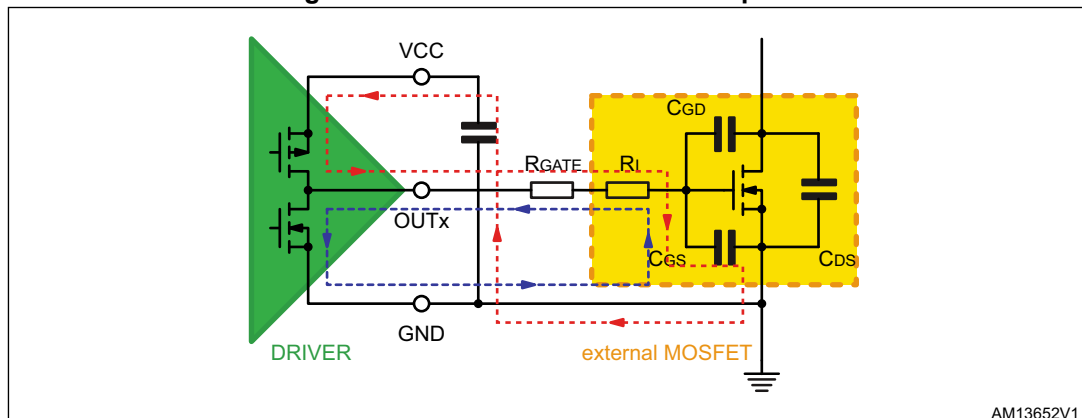 VCC
CGD
RGATE
RI
OUTx
CGS
CDS
GND
DRIVER
external MOSFET
AM13652V1